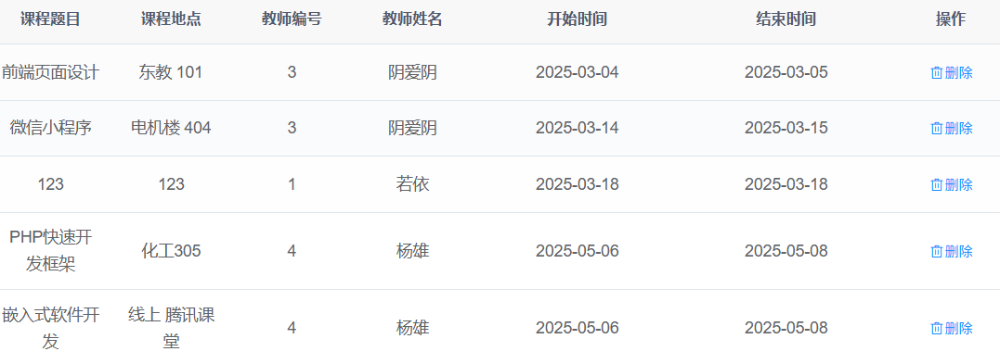 课程题目 课程地点 教师编号 教师姓名 开始时间 结束时间 操作
前端页面设计 东教 101 3 阴爱阴 2025-03-04 2025-03-05 删除
微信小程序 电机楼 404 3 阴爱阴 2025-03-14 2025-03-15 删除
123 123 1 若依 2025-03-18 2025-03-18 删除
PHP快速开
发框架 化工305 4 杨雄 2025-05-06 2025-05-08 删除
嵌入式软件开 线上 腾讯课
发 堂 4 杨雄 2025-05-06 2025-05-08 删除